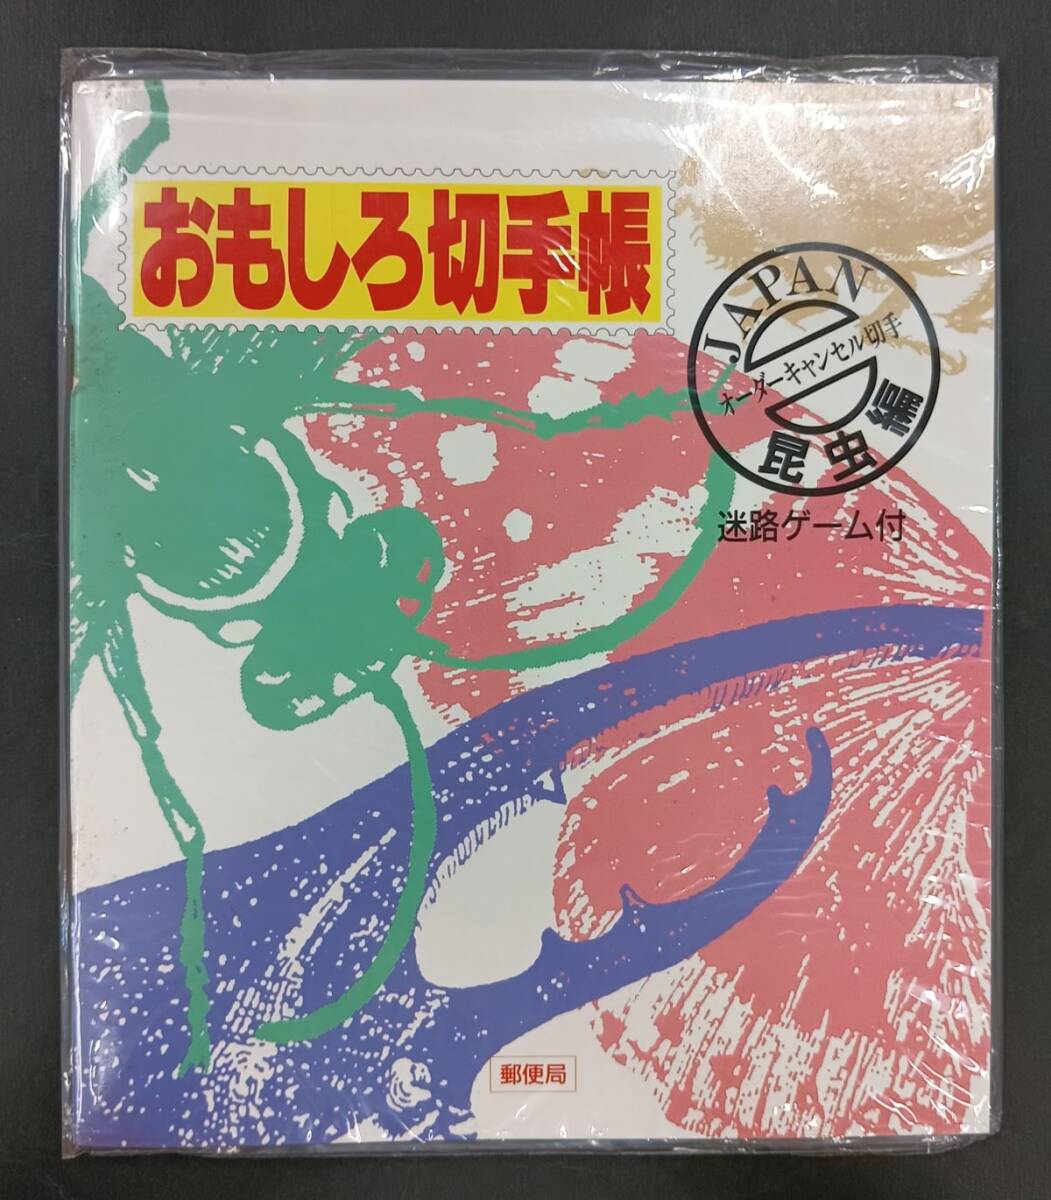 おもしろ切手帳
JAPAN
オーダーキャンセル切手
昆虫編
迷路ゲーム付
郵便局